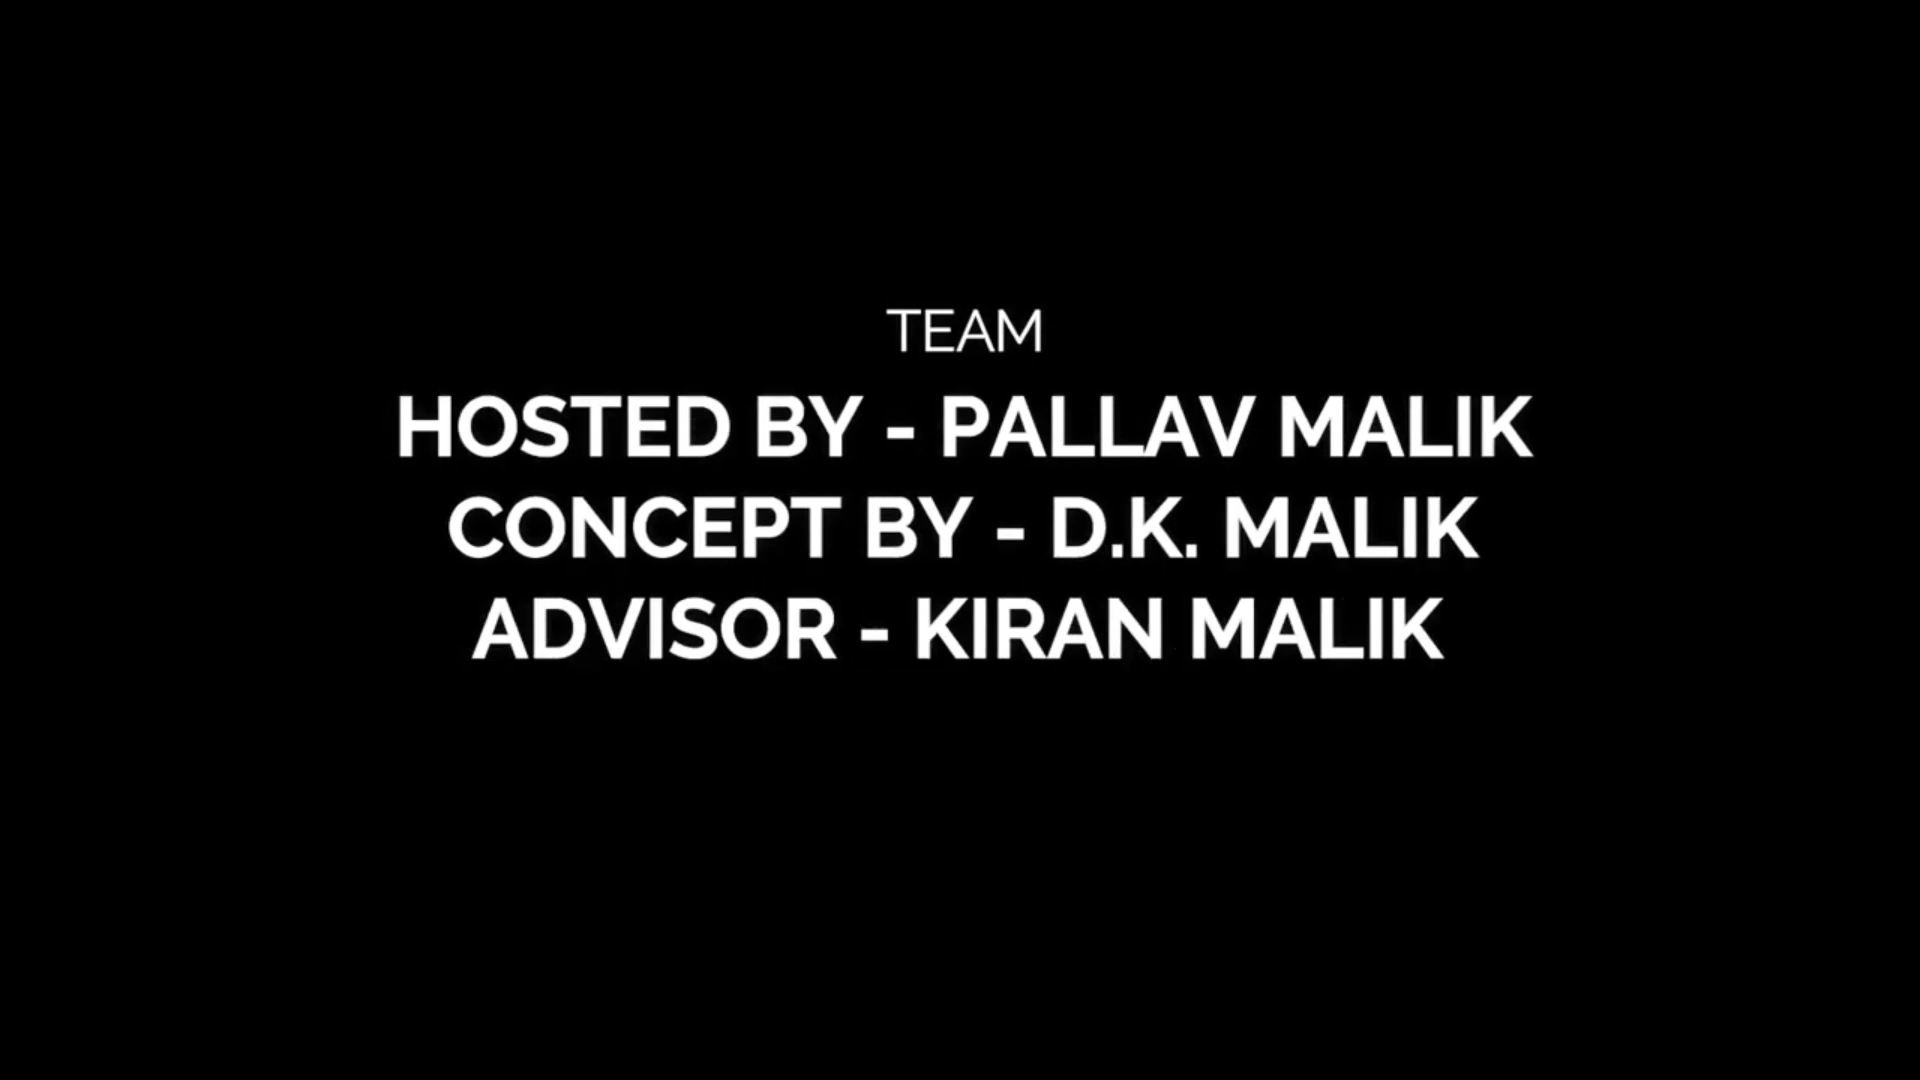 TEAM
HOSTED BY - PALLAV MALIK
CONCEPT BY - D.K. MALIK
ADVISOR - KIRAN MALIK